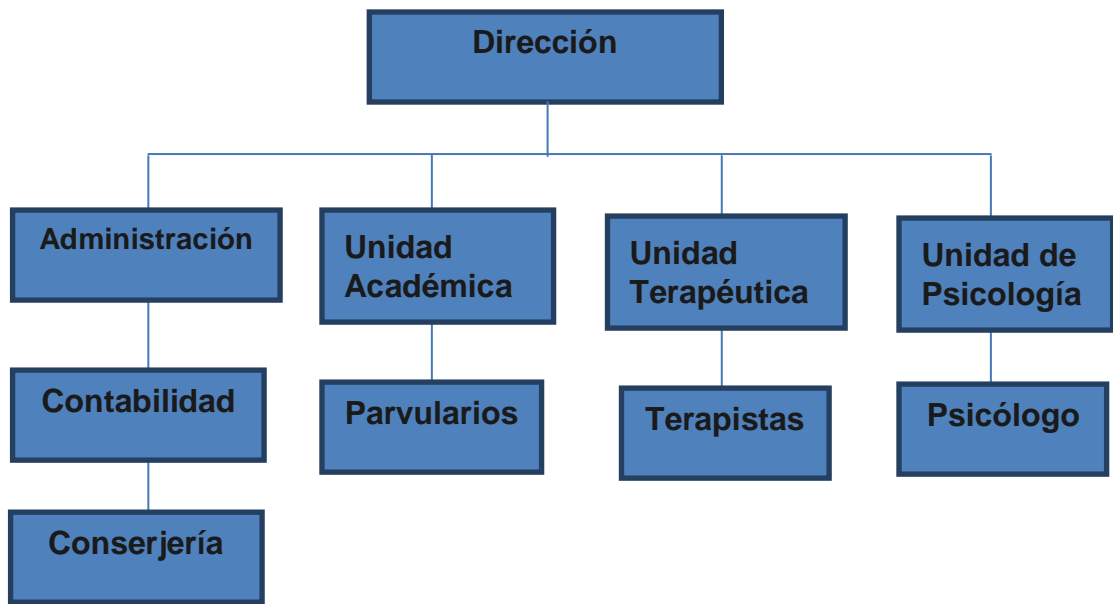 Dirección
Administración
Unidad
Académica
Unidad
Terapéutica
Unidad de
Psicología
Contabilidad
Parvularios
Terapistas
Psicólogo
Conserjería